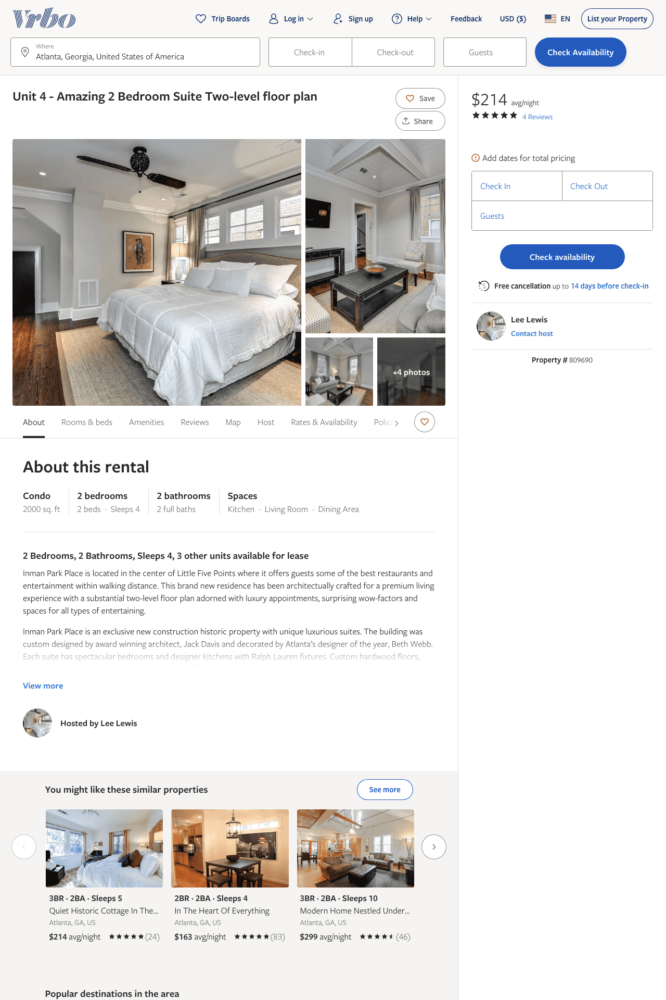 Vrbo
Trip Boards
Log in
Sign up
Help
Feedback
USD ($)
EN
List your Property
Where
Atlanta, Georgia, United States of America
Check-in
Check-out
Guests
Check Availability
Unit 4 - Amazing 2 Bedroom Suite Two-level floor plan
Save
Share
+4 photos
$214 avg/night
4 Reviews
Add dates for total pricing
Check In
Check Out
Guests
Check availability
Free cancellation up to 14 days before check-in
Lee Lewis
Contact host
Property # 809690
About
Rooms & beds
Amenities
Reviews
Map
Host
Rates & Availability
About this rental
Condo
2000 sq. ft
2 bedrooms
2 beds · Sleeps 4
2 bathrooms
2 full baths
Spaces
Kitchen · Living Room · Dining Area
2 Bedrooms, 2 Bathrooms, Sleeps 4, 3 other units available for lease
Inman Park Place is located in the center of Little Five Points where it offers guests some of the best restaurants and
entertainment within walking distance. This brand new residence has been architectually crafted for a premium living
experience with a substantial two-level floor plan adorned with luxury appointments, surprising wow-factors and
spaces for all types of entertaining.
Inman Park Place is an exclusive new construction historic property with unique luxurious suites. The building was
custom designed by award winning architect, Jack Davis and decorated by Atlanta's designer of the year, Beth Webb.
Each suite has spectacular bedrooms and designer kitchens with Ralph Lauren fixtures. Custom hardwood floors,
View more
Hosted by Lee Lewis
You might like these similar properties
See more
3BR · 2BA · Sleeps 5
Quiet Historic Cottage In The...
Atlanta, GA, US
$214 avg/night
(24)
2BR · 2BA · Sleeps 4
In The Heart Of Everything
Atlanta, GA, US
$163 avg/night
(83)
3BR · 2BA · Sleeps 10
Modern Home Nestled Under...
Atlanta, GA, US
$299 avg/night
(46)
Popular destinations in the area